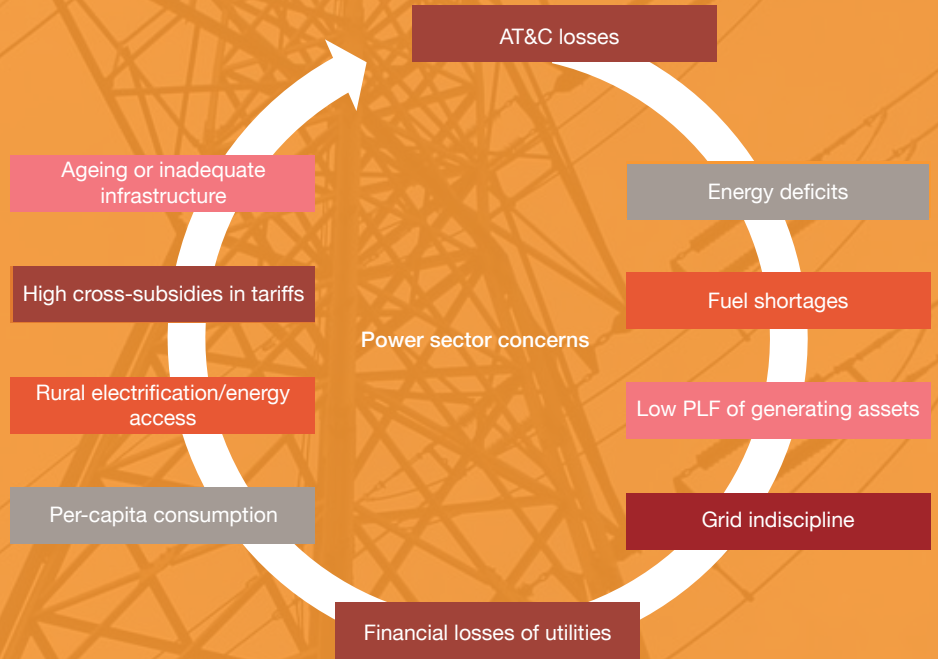 AT&C losses
Energy deficits
Fuel shortages
Low PLF of generating assets
Grid indiscipline
Financial losses of utilities
Per-capita consumption
Rural electrification/energy
access
High cross-subsidies in tariffs
Ageing or inadequate
infrastructure
Power sector concerns